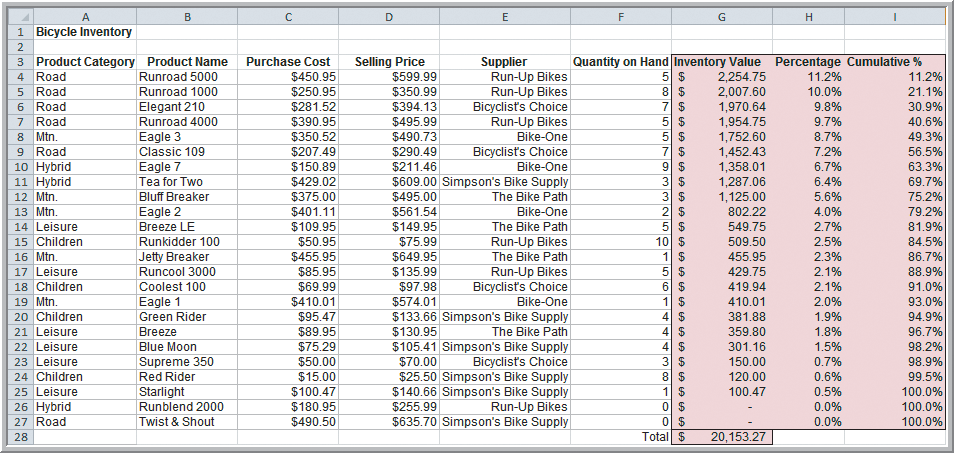 A B C D E F G H I
1 Bicycle Inventory
2
3 Product Category Product Name Purchase Cost Selling Price Supplier Quantity on Hand Inventory Value Percentage Cumulative %
4 Road Runroad 5000 $450.95 $599.99 Run-Up Bikes 5 $ 2,254.75 11.2% 11.2%
5 Road Runroad 1000 $250.95 $350.99 Run-Up Bikes 8 $ 2,007.60 10.0% 21.1%
6 Road Elegant 210 $281.52 $394.13 Bicyclist's Choice 7 $ 1,970.64 9.8% 30.9%
7 Road Runroad 4000 $390.95 $495.99 Run-Up Bikes 5 $ 1,954.75 9.7% 40.6%
8 Mtn. Eagle 3 $350.52 $490.73 Bike-One 5 $ 1,752.60 8.7% 49.3%
9 Road Classic 109 $207.49 $290.49 Bicyclist's Choice 7 $ 1,452.43 7.2% 56.5%
10 Hybrid Eagle 7 $150.89 $211.46 Bike-One 9 $ 1,358.01 6.7% 63.3%
11 Hybrid Tea for Two $429.02 $609.00 Simpson's Bike Supply 3 $ 1,287.06 6.4% 69.7%
12 Mtn. Bluff Breaker $375.00 $495.00 The Bike Path 3 $ 1,125.00 5.6% 75.2%
13 Mtn. Eagle 2 $401.11 $561.54 Bike-One 2 $ 802.22 4.0% 79.2%
14 Leisure Breeze LE $109.95 $149.95 The Bike Path 5 $ 549.75 2.7% 81.9%
15 Children Runkidder 100 $50.95 $75.99 Run-Up Bikes 10 $ 509.50 2.5% 84.5%
16 Mtn. Jetty Breaker $455.95 $649.95 The Bike Path 1 $ 455.95 2.3% 86.7%
17 Leisure Runcool 3000 $85.95 $135.99 Run-Up Bikes 5 $ 429.75 2.1% 88.9%
18 Children Coolest 100 $69.99 $97.98 Bicyclist's Choice 6 $ 419.94 2.1% 91.0%
19 Mtn. Eagle 1 $410.01 $574.01 Bike-One 1 $ 410.01 2.0% 93.0%
20 Children Green Rider $95.47 $133.66 Simpson's Bike Supply 4 $ 381.88 1.9% 94.9%
21 Leisure Breeze $89.95 $130.95 The Bike Path 4 $ 359.80 1.8% 96.7%
22 Leisure Blue Moon $75.29 $105.41 Simpson's Bike Supply 4 $ 301.16 1.5% 98.2%
23 Leisure Supreme 350 $50.00 $70.00 Bicyclist's Choice 3 $ 150.00 0.7% 98.9%
24 Children Red Rider $15.00 $25.50 Simpson's Bike Supply 8 $ 120.00 0.6% 99.5%
25 Leisure Starlight $100.47 $140.66 Simpson's Bike Supply 1 $ 100.47 0.5% 100.0%
26 Hybrid Runblend 2000 $180.95 $255.99 Run-Up Bikes 0 $ - 0.0% 100.0%
27 Road Twist & Shout $490.50 $635.70 Simpson's Bike Supply 0 $ - 0.0% 100.0%
28 Total $ 20,153.27